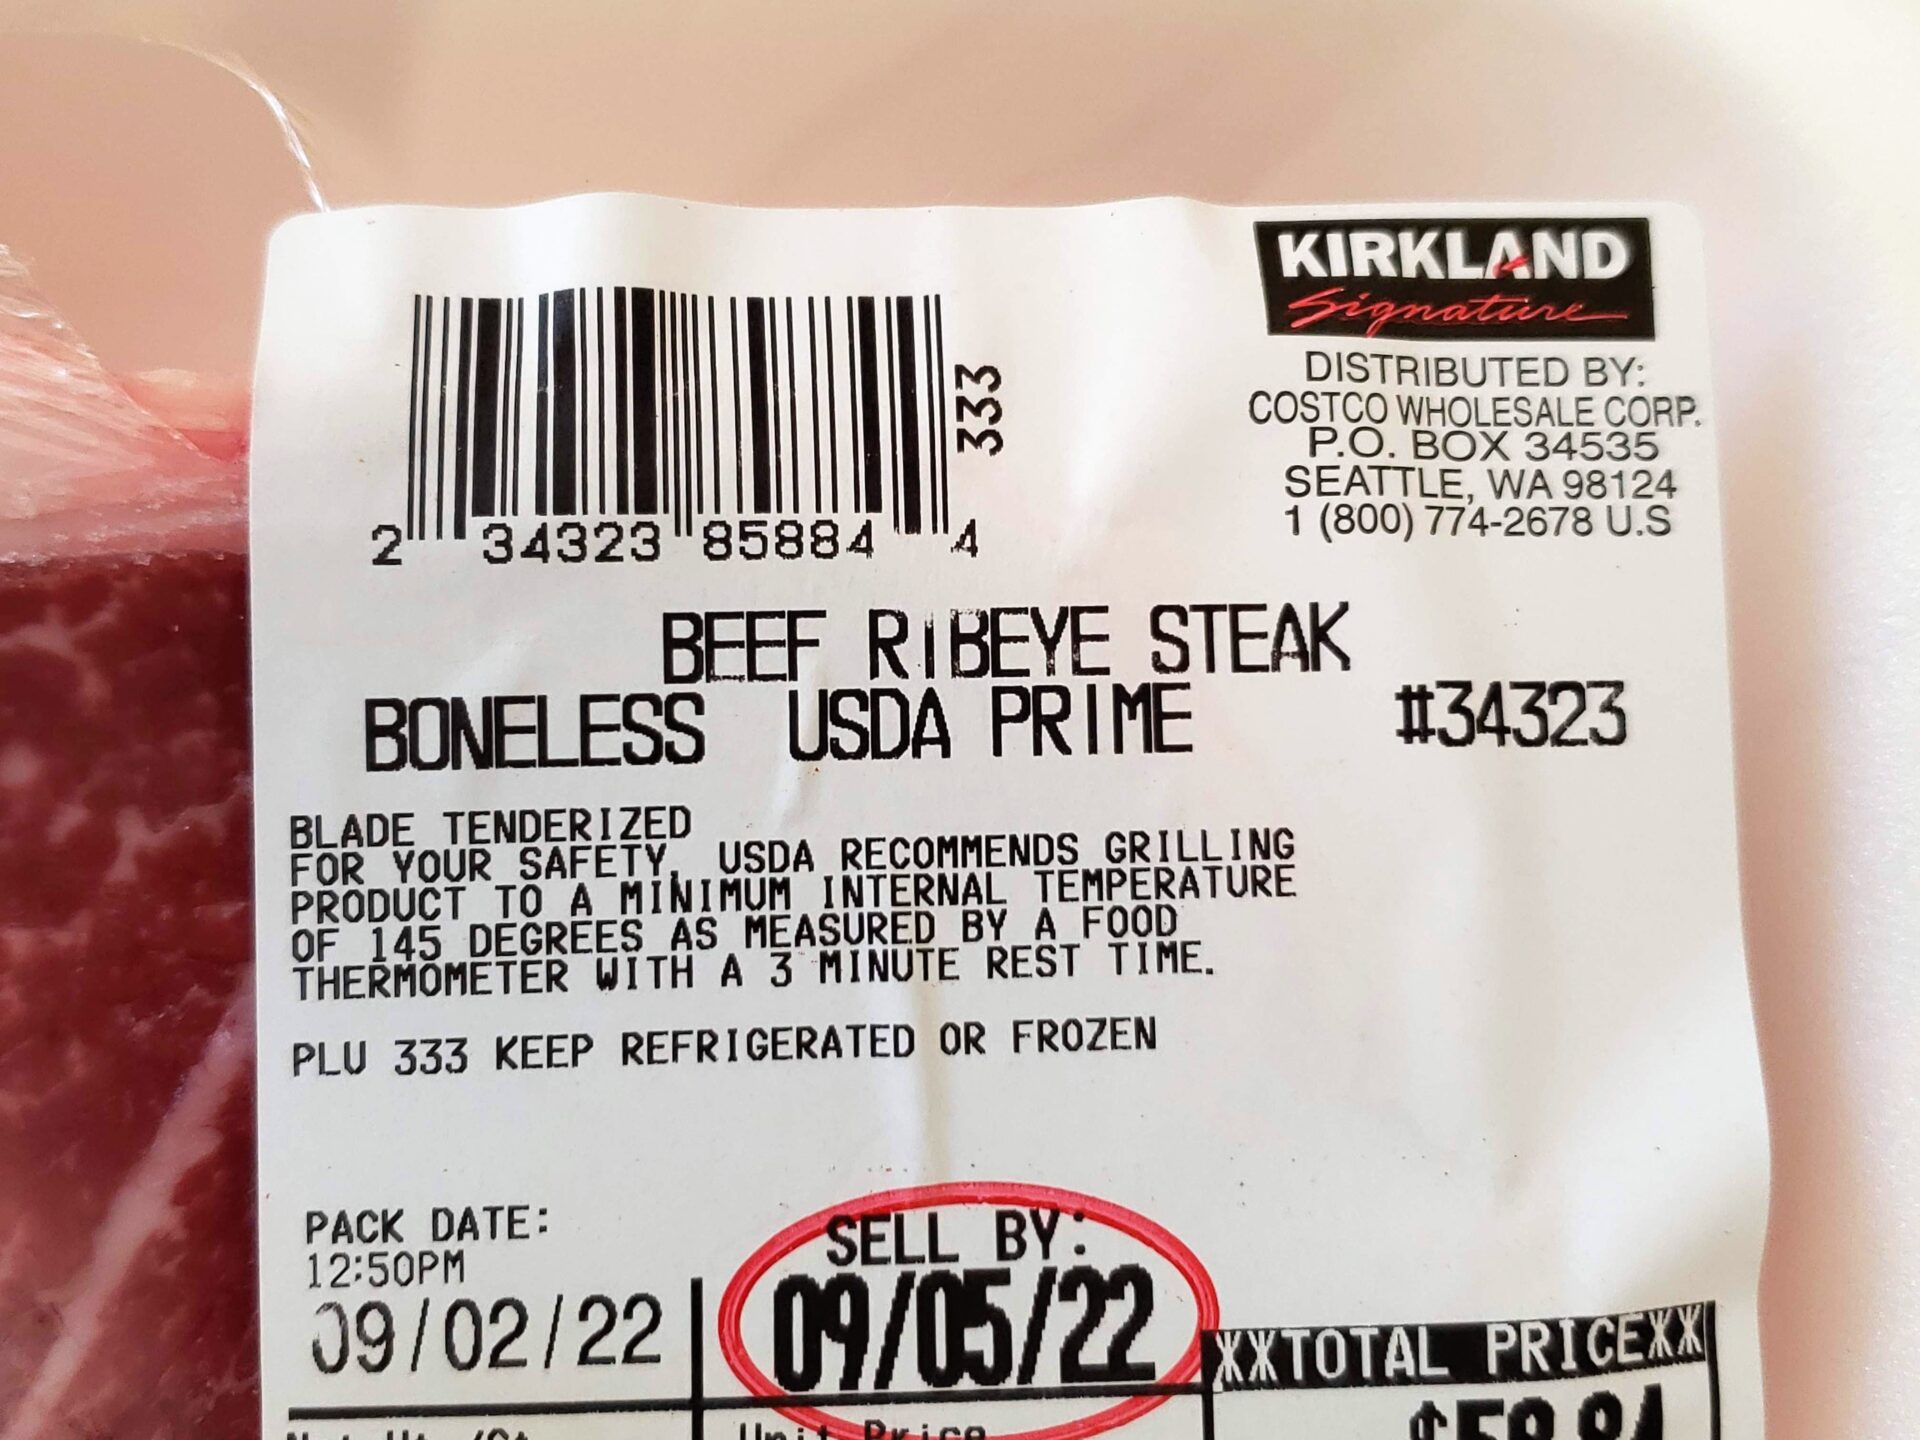 KIRKLAND
Signature
DISTRIBUTED BY:
COSTCO WHOLESALE CORP.
P.O. BOX 34535
SEATTLE, WA 98124
1 (800) 774-2678 U.S
333
2 34323 85884 4
BEEF RIBEYE STEAK
BONELESS USDA PRIME #34323
BLADE TENDERIZED
FOR YOUR SAFETY, USDA RECOMMENDS GRILLING
PRODUCT TO A MINIMUM INTERNAL TEMPERATURE
OF 145 DEGREES AS MEASURED BY A FOOD
THERMOMETER WITH A 3 MINUTE REST TIME.
PLU 333 KEEP REFRIGERATED OR FROZEN
PACK DATE:
12:50PM
09/02/22
SELL BY:
09/05/22
XXTOTAL PRICEXX
Unit Price